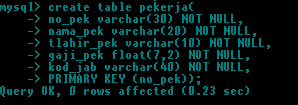 mysql> create table pekerja(
    -> no_pek varchar(30) NOT NULL,
    -> nama_pek varchar(20) NOT NULL,
    -> tlahir_pek varchar(10) NOT NULL,
    -> gaji_pek float(7,2) NOT NULL,
    -> kod_jab varchar(40) NOT NULL,
    -> PRIMARY KEY (no_pek));
Query OK, 0 rows affected (0.23 sec)